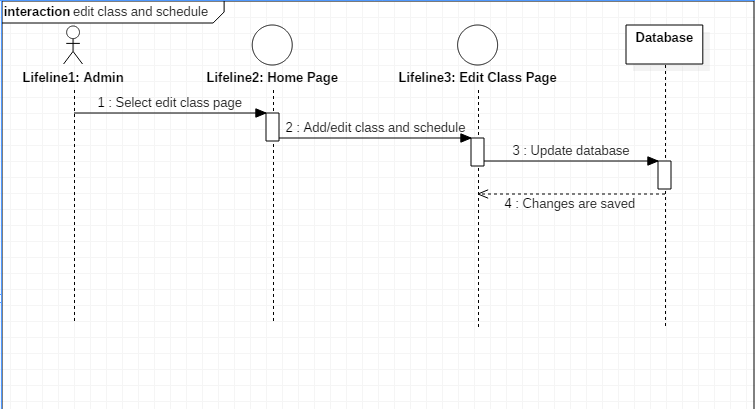 interaction edit class and schedule
Lifeline1: Admin
Lifeline2: Home Page
Lifeline3: Edit Class Page
Database
1 : Select edit class page
2 : Add/edit class and schedule
3 : Update database
4 : Changes are saved